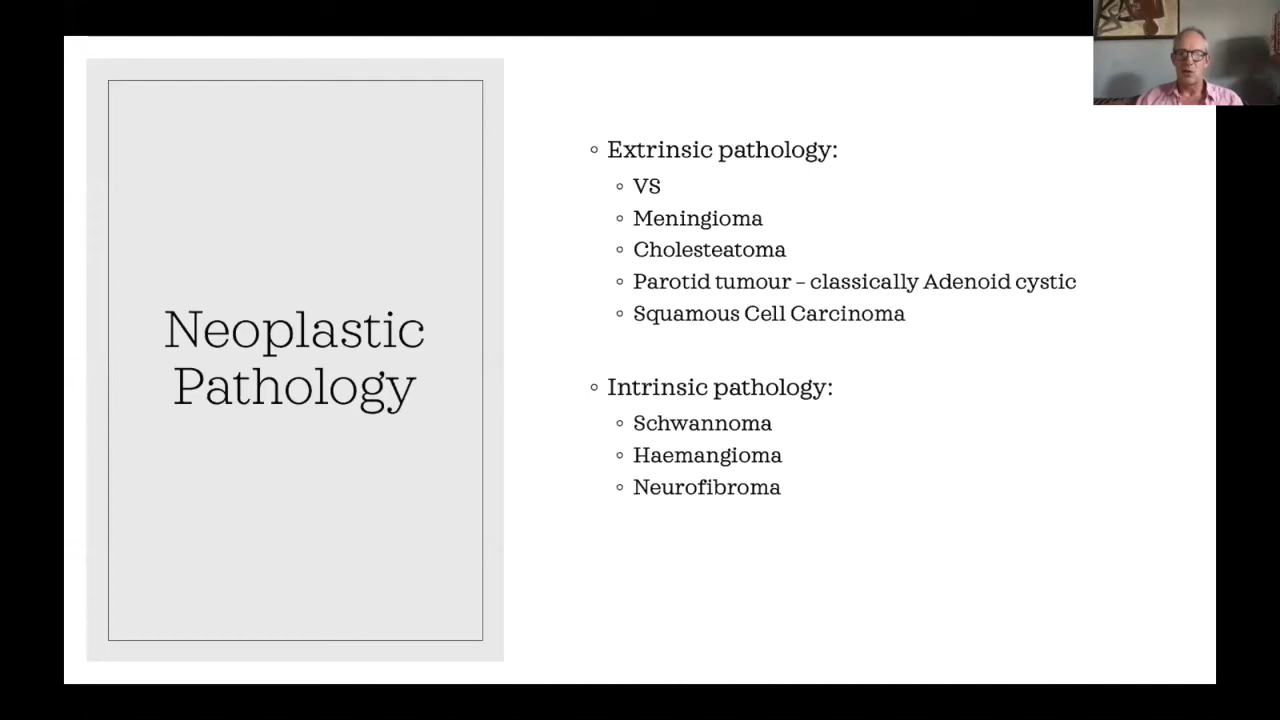 Neoplastic
Pathology
◦ Extrinsic pathology:
◦ VS
◦ Meningioma
◦ Cholesteatoma
◦ Parotid tumour – classically Adenoid cystic
◦ Squamous Cell Carcinoma
◦ Intrinsic pathology:
◦ Schwannoma
◦ Haemangioma
◦ Neurofibroma